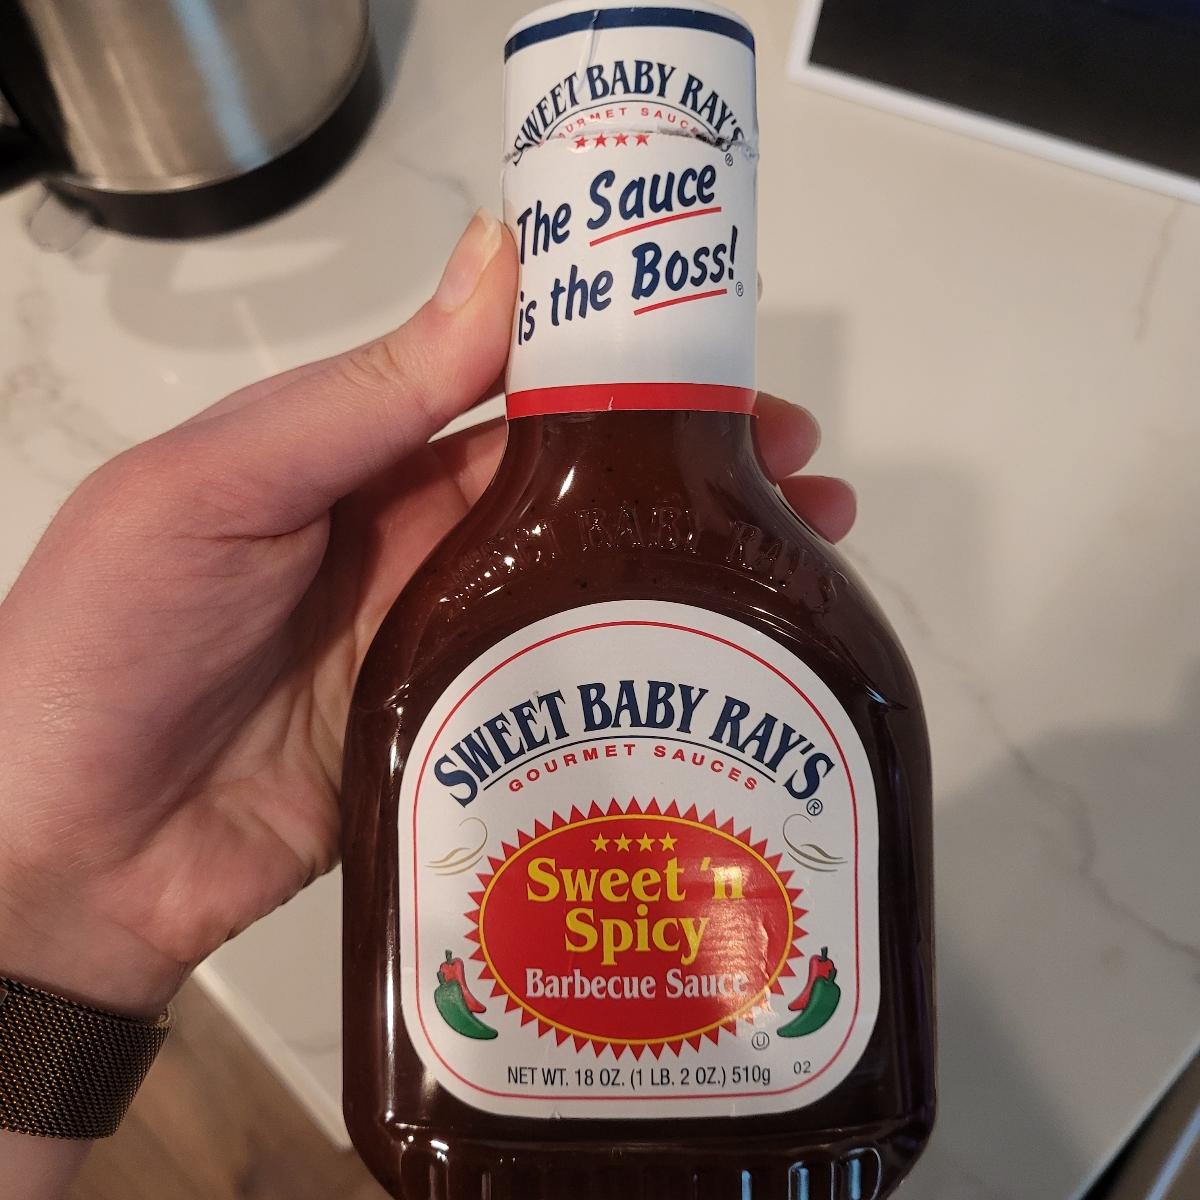 SWEET BABY RAY'S
GOURMET SAUCES
®
The Sauce
is the Boss!®
SWEET BABY RAY'S
SWEET BABY RAY'S®
GOURMET SAUCES
Sweet 'n
Spicy
Barbecue Sauce
U
NET WT. 18 OZ. (1 LB. 2 OZ.) 510g 02